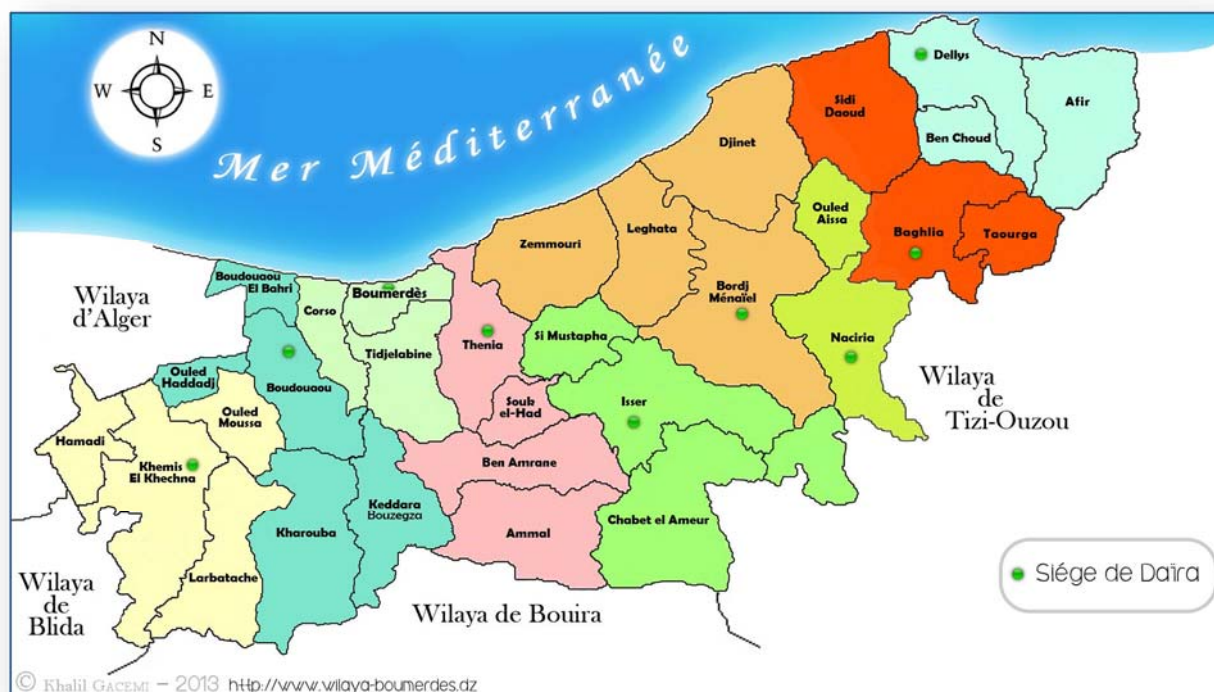 N
W E
S
Mer Méditerranée
Dellys
Afir
Sidi
Daoud
Ben Choud
Djinet
Ouled
Aissa
Baghlia
Taourga
Zemmouri
Leghata
Bordj
Ménaïel
Boudouaou
El Bahri
Boumerdès
Corso
Wilaya
d'Alger
Si Mustapha
Thenia
Naciria
Tidjelabine
Ouled
Haddadj
Boudouaou
Souk
el-Had
Isser
Wilaya
de
Tizi-Ouzou
Ouled
Moussa
Hamadi
Khemis
El Khechna
Ben Amrane
Keddara
Bouzegza
Chabet el Ameur
Kharouba
Ammal
Larbatache
Siége de Daïra
Wilaya
de
Blida
Wilaya de Bouira
© Khalil GACEMI – 2013 http://www.wilaya-boumerdes.dz